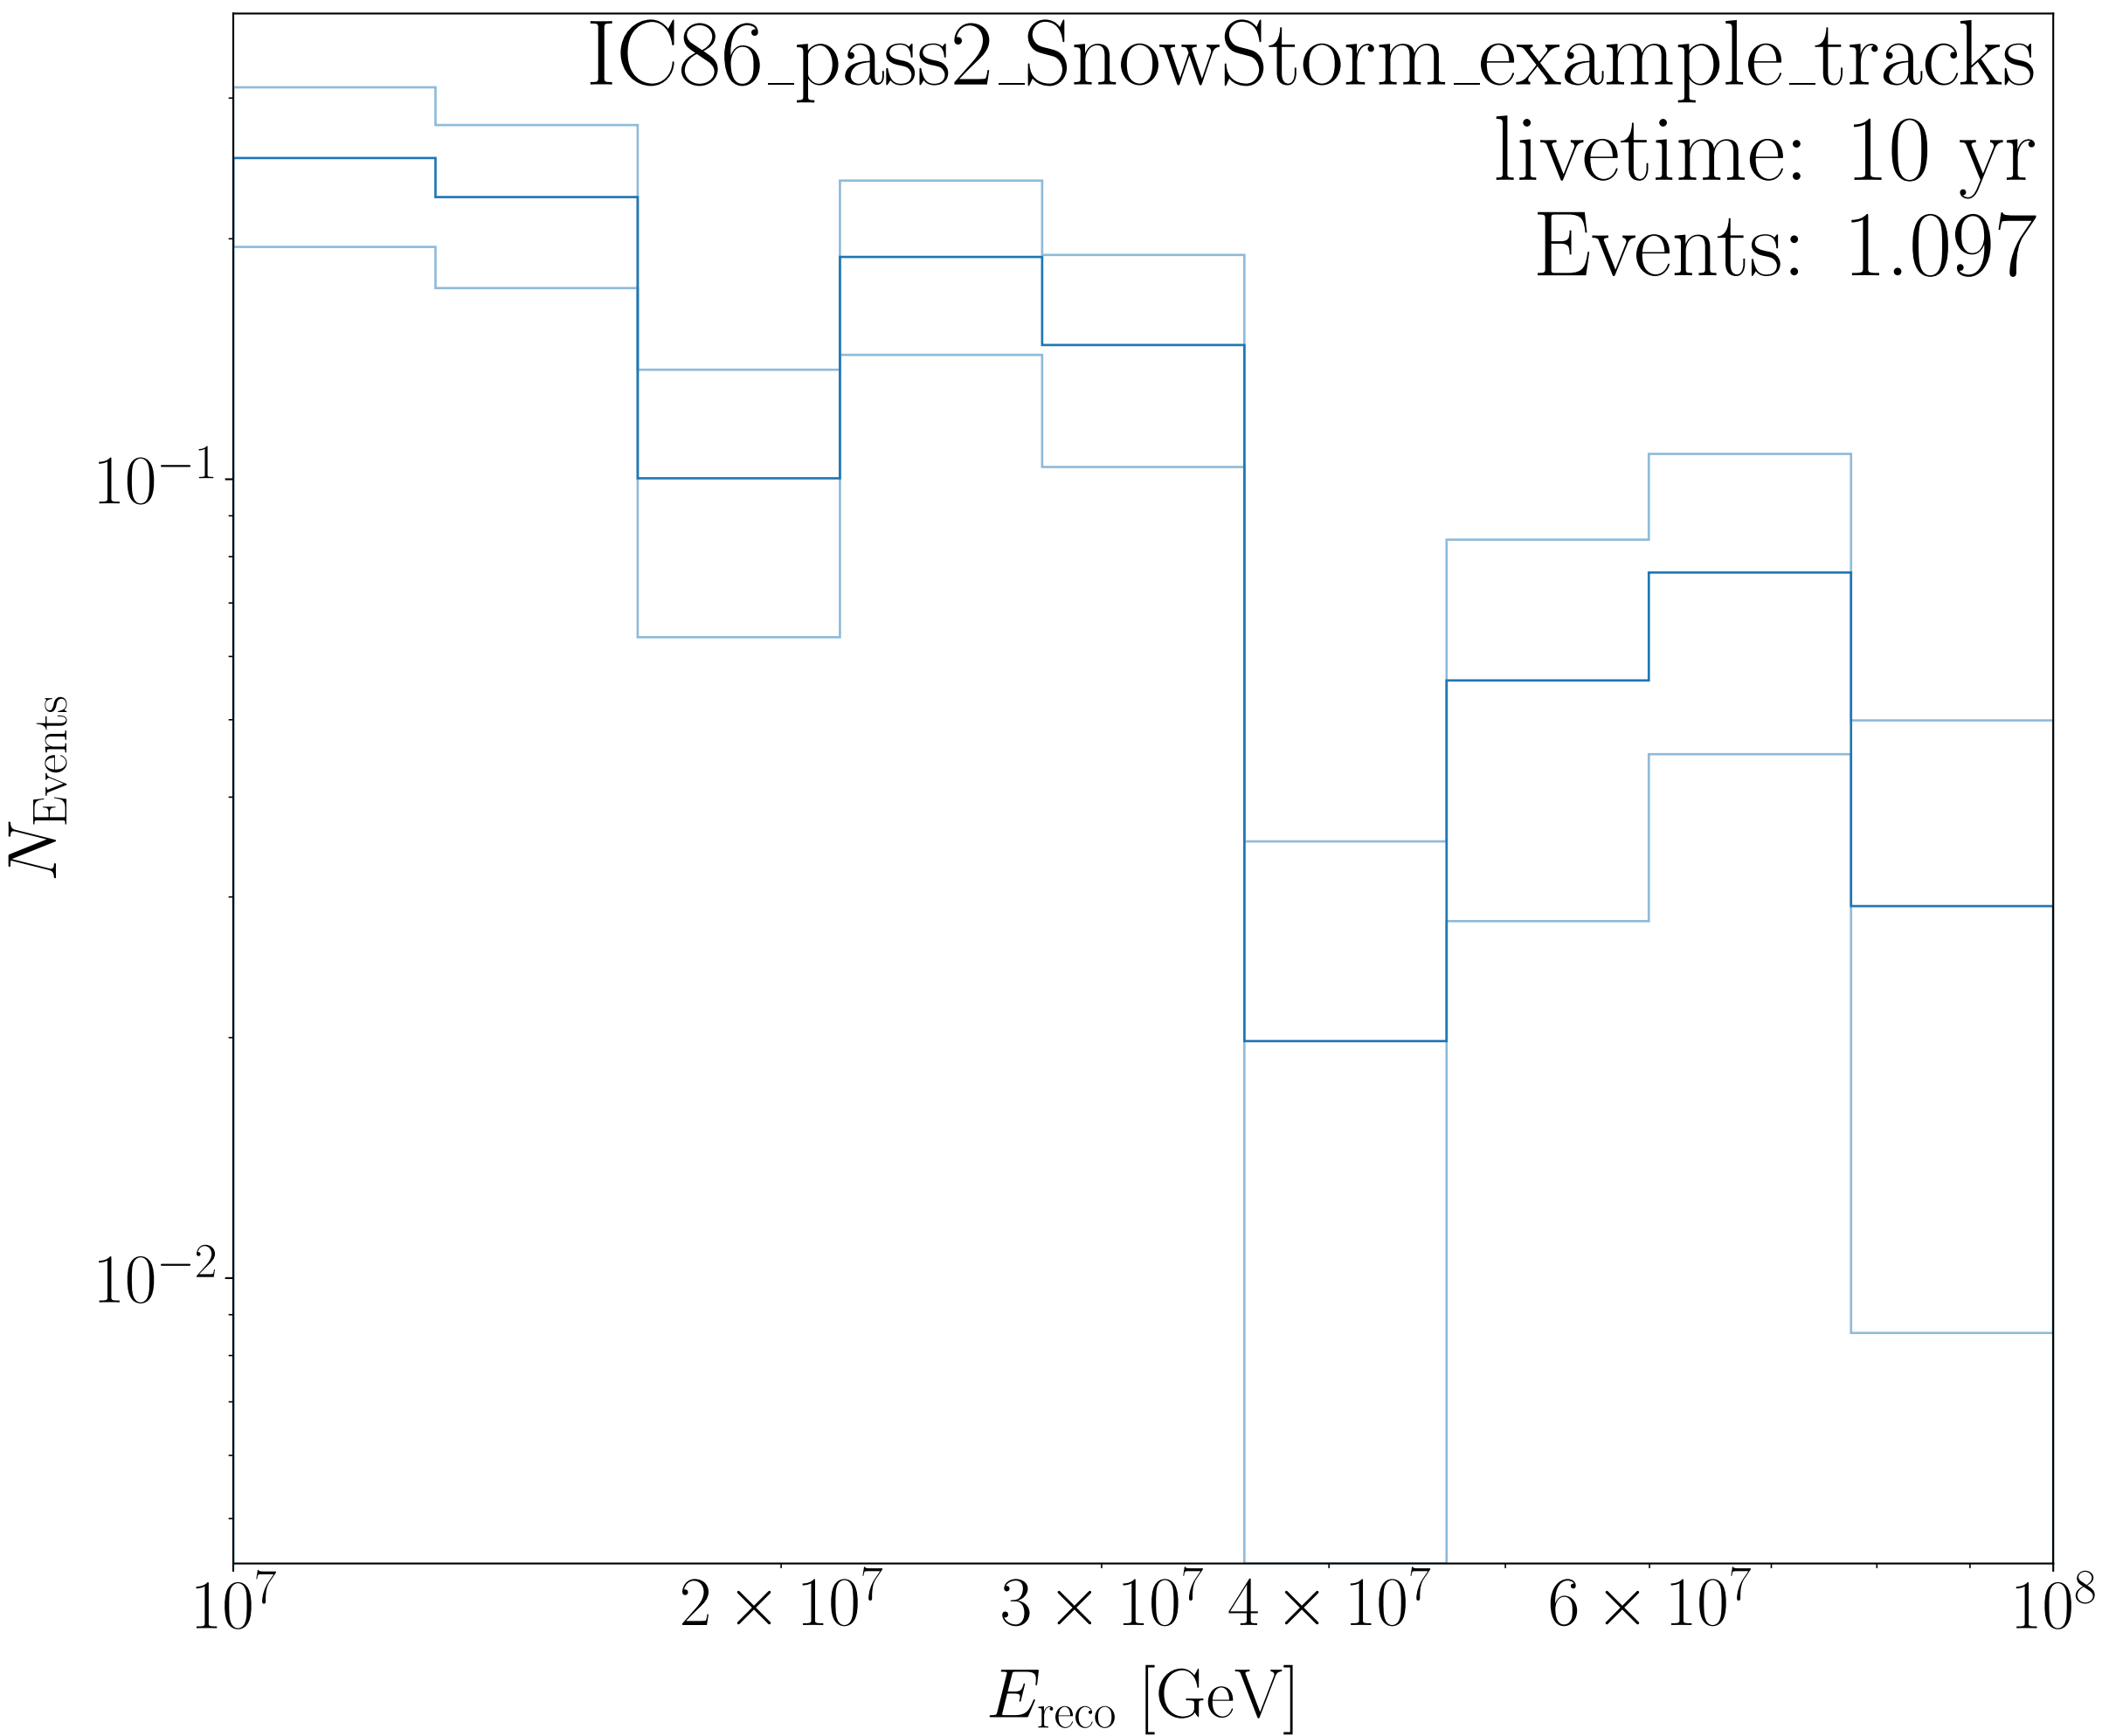 IC86_pass2_SnowStorm_example_tracks
livetime: 10 yr
Events: 1.097
N_Events
10^−1
10^−2
10^7
2 × 10^7
3 × 10^7
4 × 10^7
6 × 10^7
10^8
E_reco [GeV]